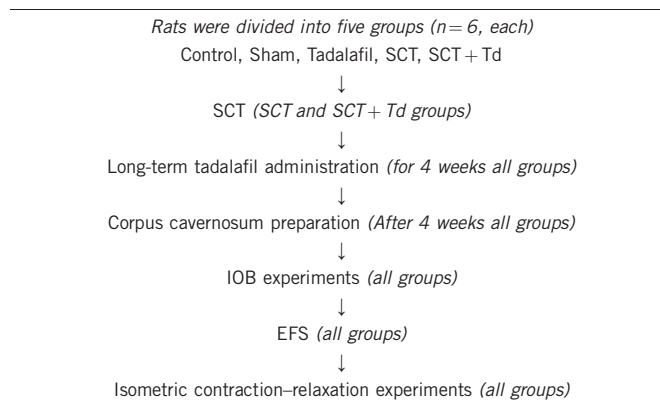 Rats were divided into five groups (n=6, each)
Control, Sham, Tadalafil, SCT, SCT+Td
↓
SCT (SCT and SCT+Td groups)
↓
Long-term tadalafil administration (for 4 weeks all groups)
↓
Corpus cavernosum preparation (After 4 weeks all groups)
↓
IOB experiments (all groups)
↓
EFS (all groups)
↓
Isometric contraction–relaxation experiments (all groups)